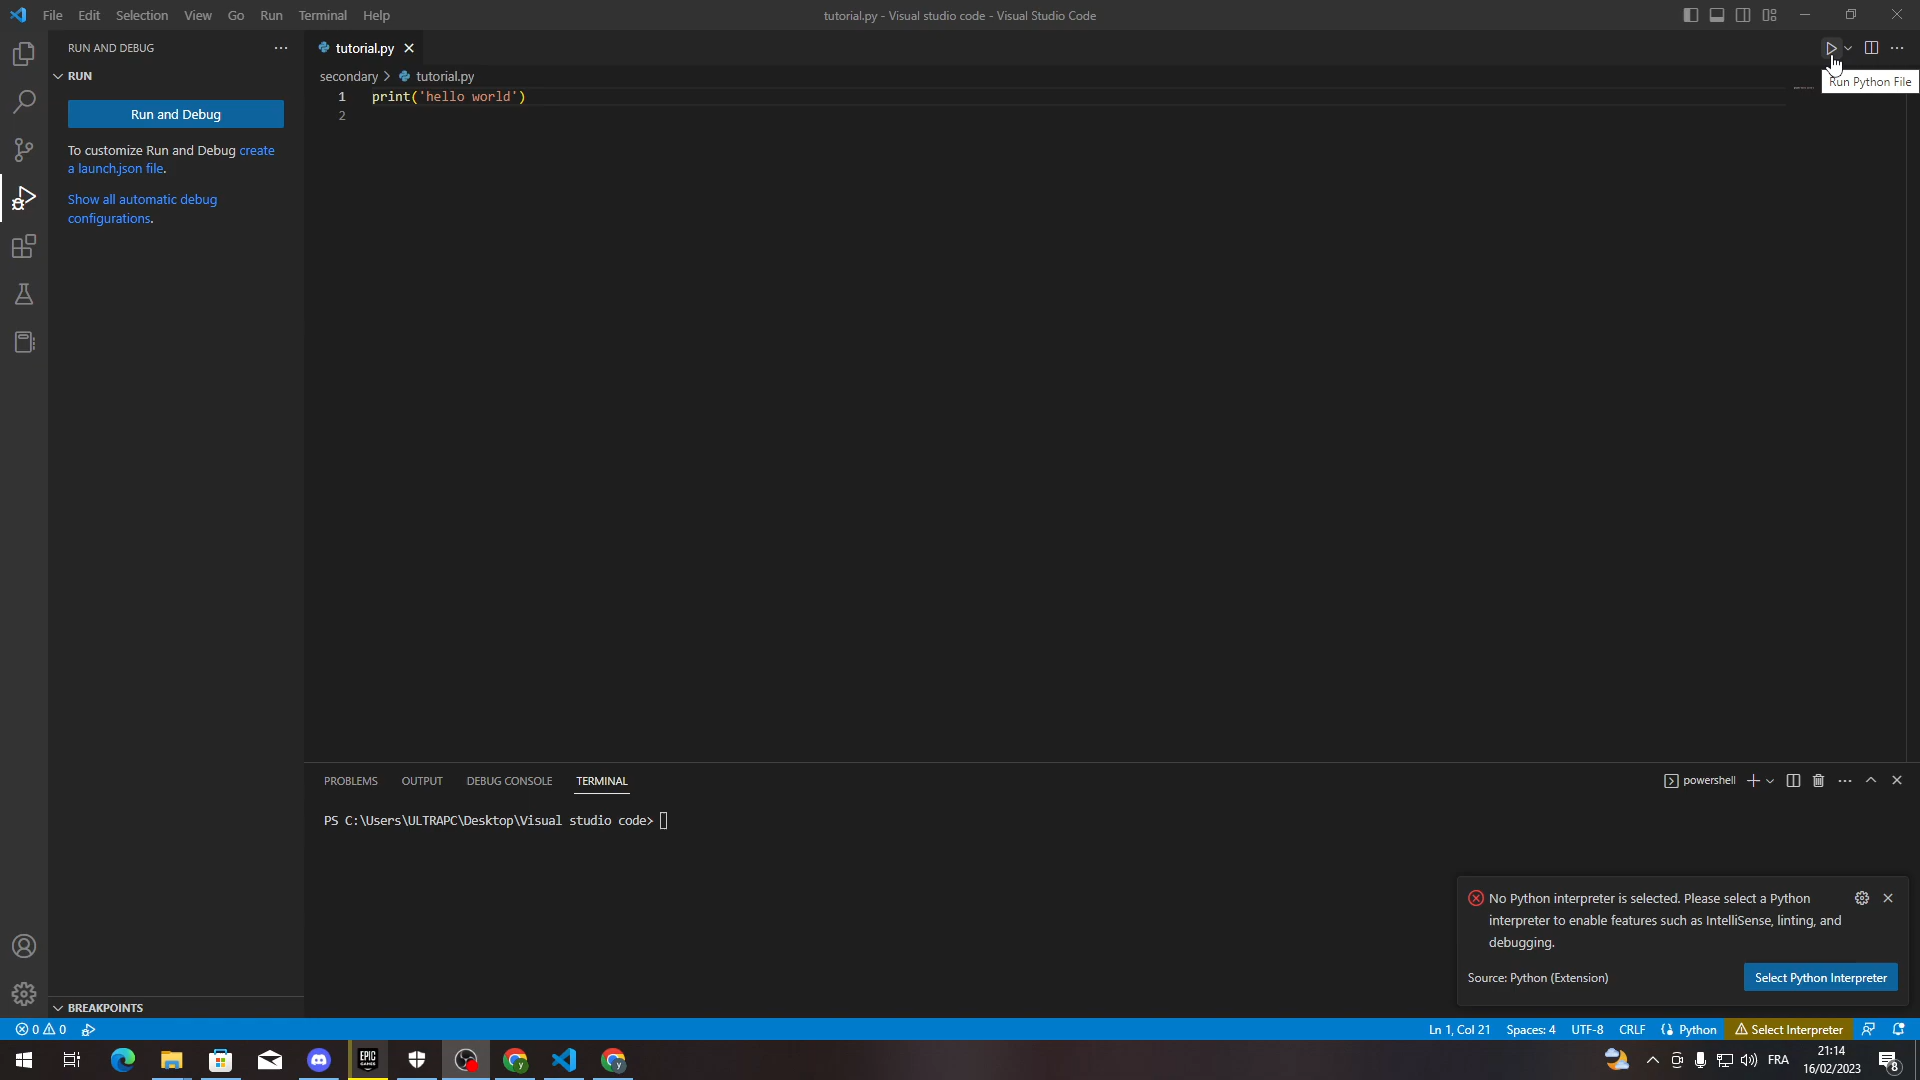 File Edit Selection View Go Run Terminal Help
tutorial.py - Visual studio code - Visual Studio Code
RUN AND DEBUG
RUN
Run and Debug
To customize Run and Debug create
a launch.json file.
Show all automatic debug
configurations.
tutorial.py
secondary > tutorial.py
Run Python File
1 print('hello world')
2
PROBLEMS OUTPUT DEBUG CONSOLE TERMINAL
powershell
PS C:\Users\ULTRAPC\Desktop\Visual studio code>
No Python interpreter is selected. Please select a Python
interpreter to enable features such as IntelliSense, linting, and
debugging.
Source: Python (Extension)
Select Python Interpreter
BREAKPOINTS
0 0
Ln 1, Col 21 Spaces: 4 UTF-8 CRLF Python Select Interpreter
EPIC
GAMES
y
y
FRA
21:14
16/02/2023
8